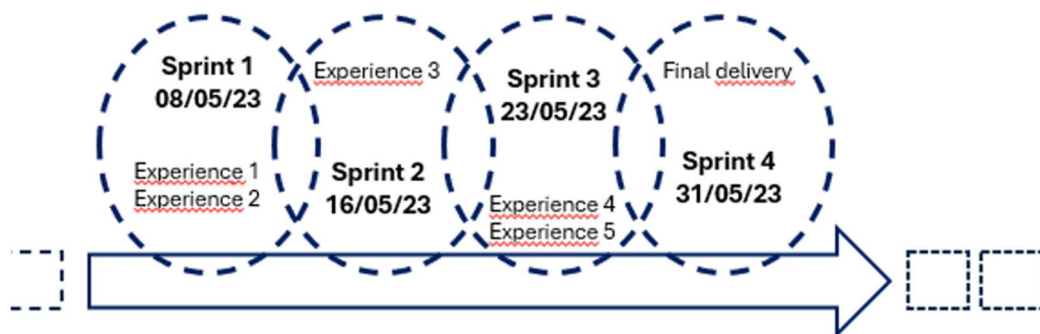 Sprint 1
08/05/23
Experience 1
Experience 2
Experience 3
Sprint 2
16/05/23
Sprint 3
23/05/23
Experience 4
Experience 5
Final delivery
Sprint 4
31/05/23